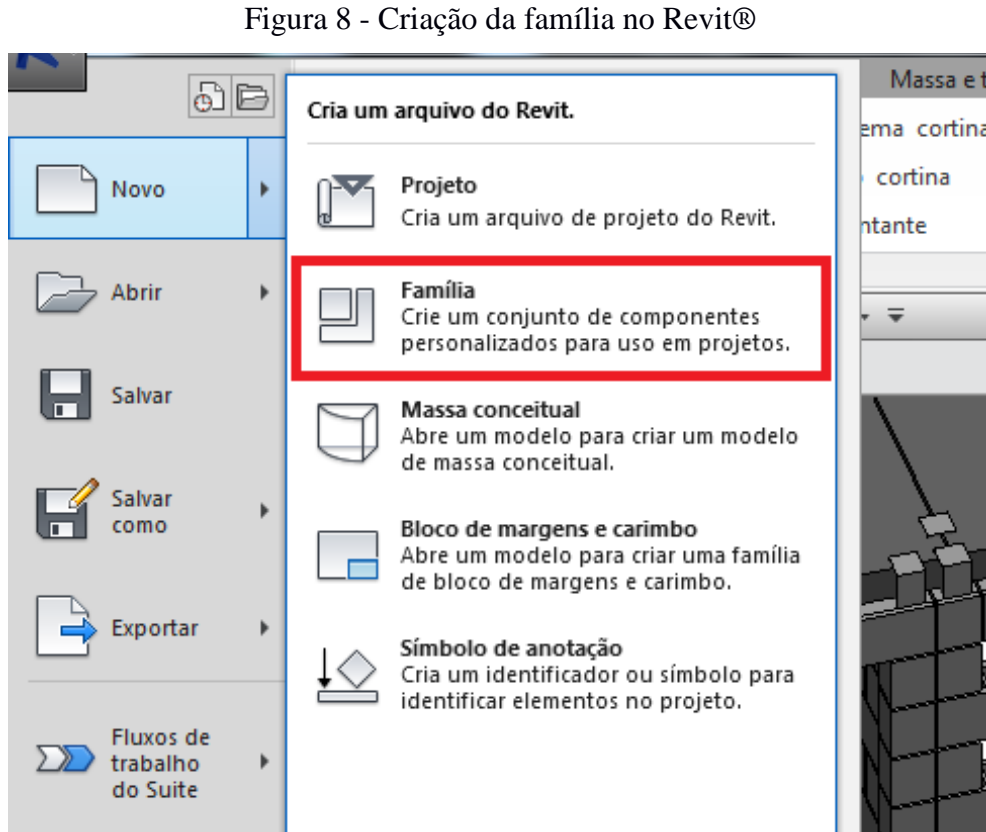 Figura 8 - Criação da família no Revit®
Massa e t
Cria um arquivo do Revit.
ema cortina
cortina
ntante
Novo
Projeto
Cria um arquivo de projeto do Revit.
Abrir
Família
Crie um conjunto de componentes
personalizados para uso em projetos.
Salvar
Massa conceitual
Abre um modelo para criar um modelo
de massa conceitual.
Salvar
como
Bloco de margens e carimbo
Abre um modelo para criar uma família
de bloco de margens e carimbo.
Exportar
Símbolo de anotação
Cria um identificador ou símbolo para
identificar elementos no projeto.
Fluxos de
trabalho
do Suite